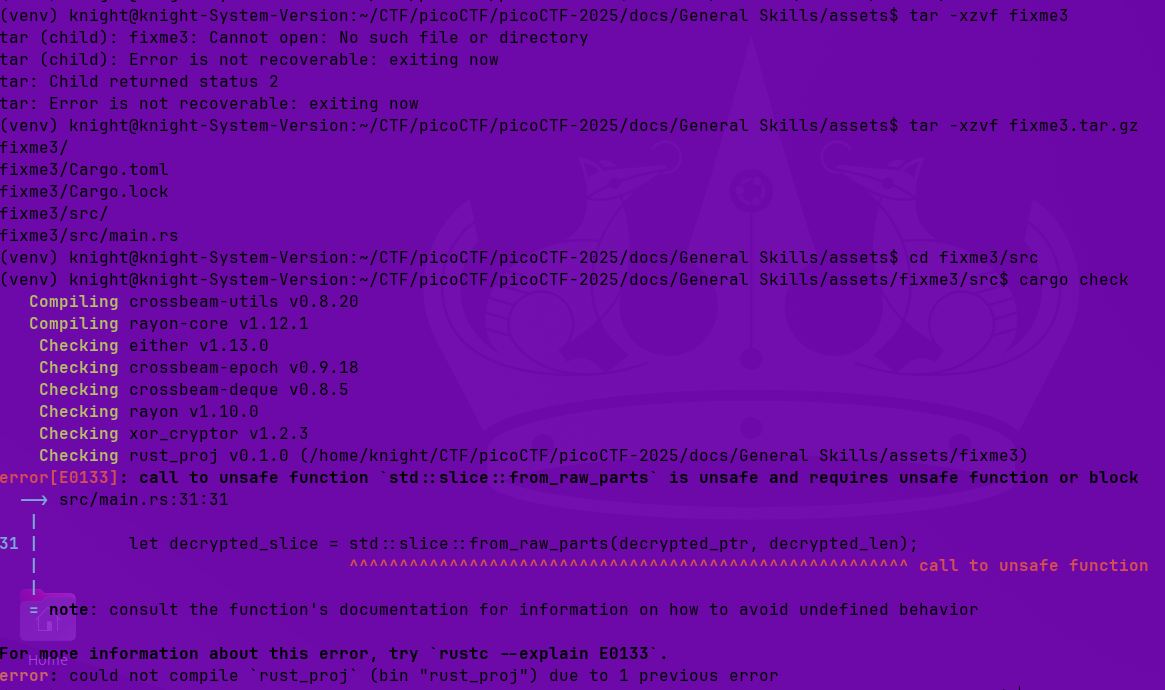 (venv) knight@knight-System-Version:~/CTF/picoCTF/picoCTF-2025/docs/General Skills/assets$ tar -xzvf fixme3
tar (child): fixme3: Cannot open: No such file or directory
tar (child): Error is not recoverable: exiting now
tar: Child returned status 2
tar: Error is not recoverable: exiting now
(venv) knight@knight-System-Version:~/CTF/picoCTF/picoCTF-2025/docs/General Skills/assets$ tar -xzvf fixme3.tar.gz
fixme3/
fixme3/Cargo.toml
fixme3/Cargo.lock
fixme3/src/
fixme3/src/main.rs
(venv) knight@knight-System-Version:~/CTF/picoCTF/picoCTF-2025/docs/General Skills/assets$ cd fixme3/src
(venv) knight@knight-System-Version:~/CTF/picoCTF/picoCTF-2025/docs/General Skills/assets/fixme3/src$ cargo check
Compiling crossbeam-utils v0.8.20
Compiling rayon-core v1.12.1
Checking either v1.13.0
Checking crossbeam-epoch v0.9.18
Checking crossbeam-deque v0.8.5
Checking rayon v1.10.0
Checking xor_cryptor v1.2.3
Checking rust_proj v0.1.0 (/home/knight/CTF/picoCTF/picoCTF-2025/docs/General Skills/assets/fixme3)
error[E0133]: call to unsafe function `std::slice::from_raw_parts` is unsafe and requires unsafe function or block
--> src/main.rs:31:31
|
31 | let decrypted_slice = std::slice::from_raw_parts(decrypted_ptr, decrypted_len);
| ^^^^^^^^^^^^^^^^^^^^^^^^^^^^^^^^^^^^^^^^^^^^^^^^^^^^^^^^ call to unsafe function
|
= note: consult the function's documentation for information on how to avoid undefined behavior
For more information about this error, try `rustc --explain E0133`.
Home
error: could not compile `rust_proj` (bin "rust_proj") due to 1 previous error